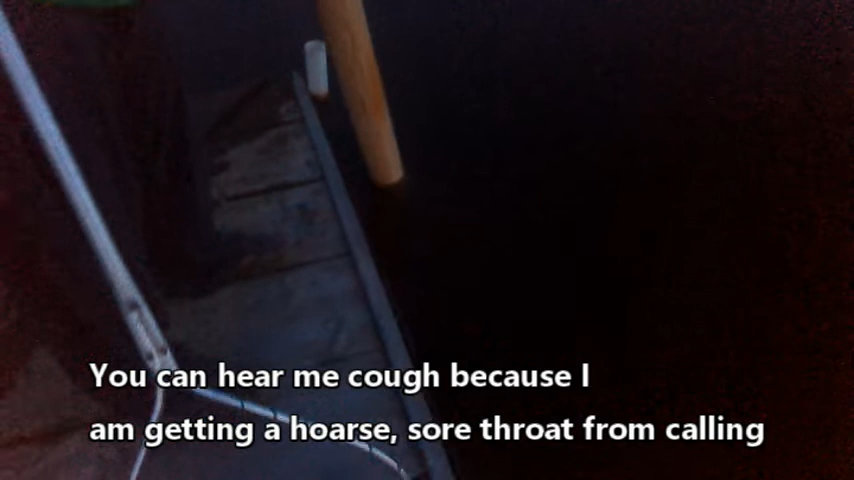 You can hear me cough because I
am getting a hoarse, sore throat from calling